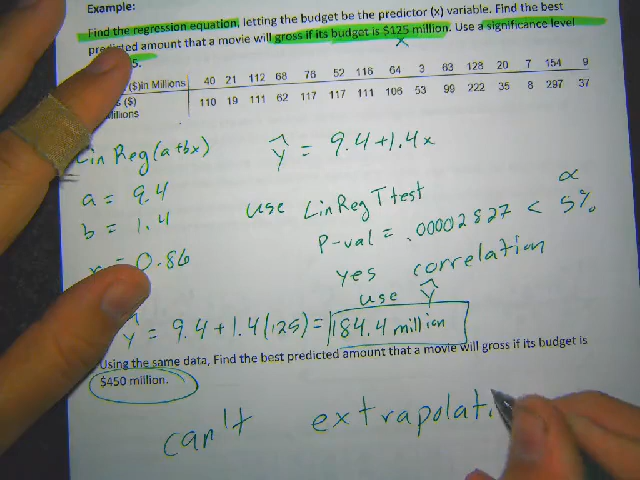 Example:
Find the regression equation, letting the budget be the predictor (x) variable. Find the best
predicted amount that a movie will gross if its budget is $125 million. Use a significance level
5.
x
($)in Millions 40 21 112 68 76 52 116 64 3 63 128 20 7 154 9
($) 110 19 111 62 117 117 111 106 53 99 222 35 8 297 37
illions
LinReg(a+bx) ŷ = 9.4+1.4x
a = 9.4
b = 1.4
= 0.86
use LinRegTtest
α
P-val = .00002827 < 5%
yes correlation
use ŷ
ŷ = 9.4+1.4(125) = 184.4 million
Using the same data, Find the best predicted amount that a movie will gross if its budget is
$450 million.
can't extrapolati